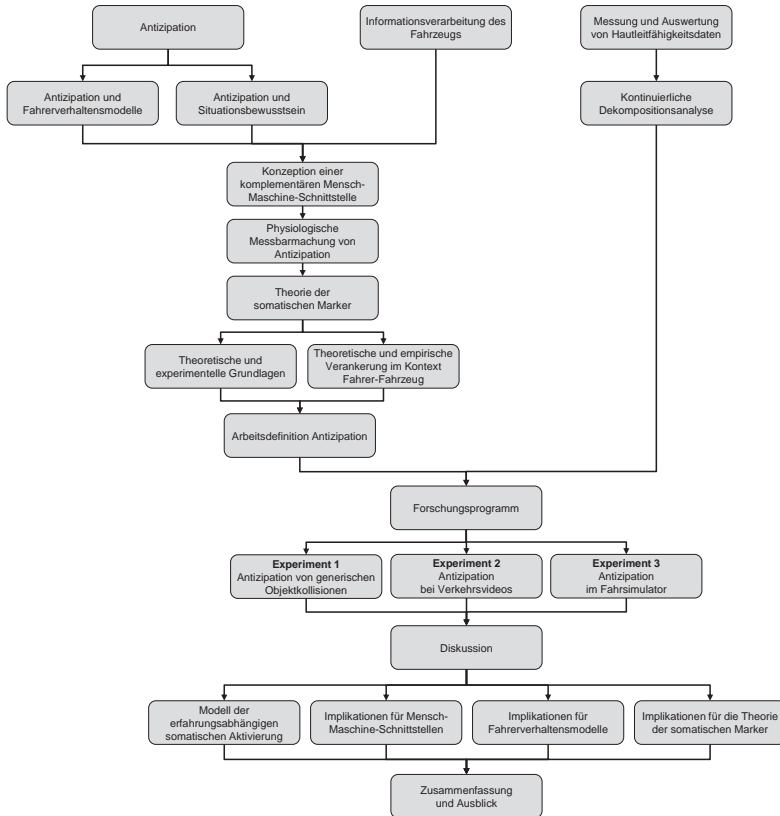 Antizipation
Informationsverarbeitung des
Fahrzeugs
Messung und Auswertung
von Hautleitfähigkeitsdaten
Antizipation und
Fahrerverhaltensmodelle
Antizipation und
Situationsbewusstsein
Kontinuierliche
Dekompositionsanalyse
Konzeption einer
komplementären Mensch-
Maschine-Schnittstelle
Physiologische
Messbarmachung von
Antizipation
Theorie der
somatischen Marker
Theoretische und
experimentelle Grundlagen
Theoretische und empirische
Verankerung im Kontext
Fahrer-Fahrzeug
Arbeitsdefinition Antizipation
Forschungsprogramm
Experiment 1
Antizipation von generischen
Objektkollisionen
Experiment 2
Antizipation
bei Verkehrsvideos
Experiment 3
Antizipation
im Fahrsimulator
Diskussion
Modell der
erfahrungsabhängigen
somatischen Aktivierung
Implikationen für Mensch-
Maschine-Schnittstellen
Implikationen für
Fahrerverhaltensmodelle
Implikationen für die Theorie
der somatischen Marker
Zusammenfassung
und Ausblick